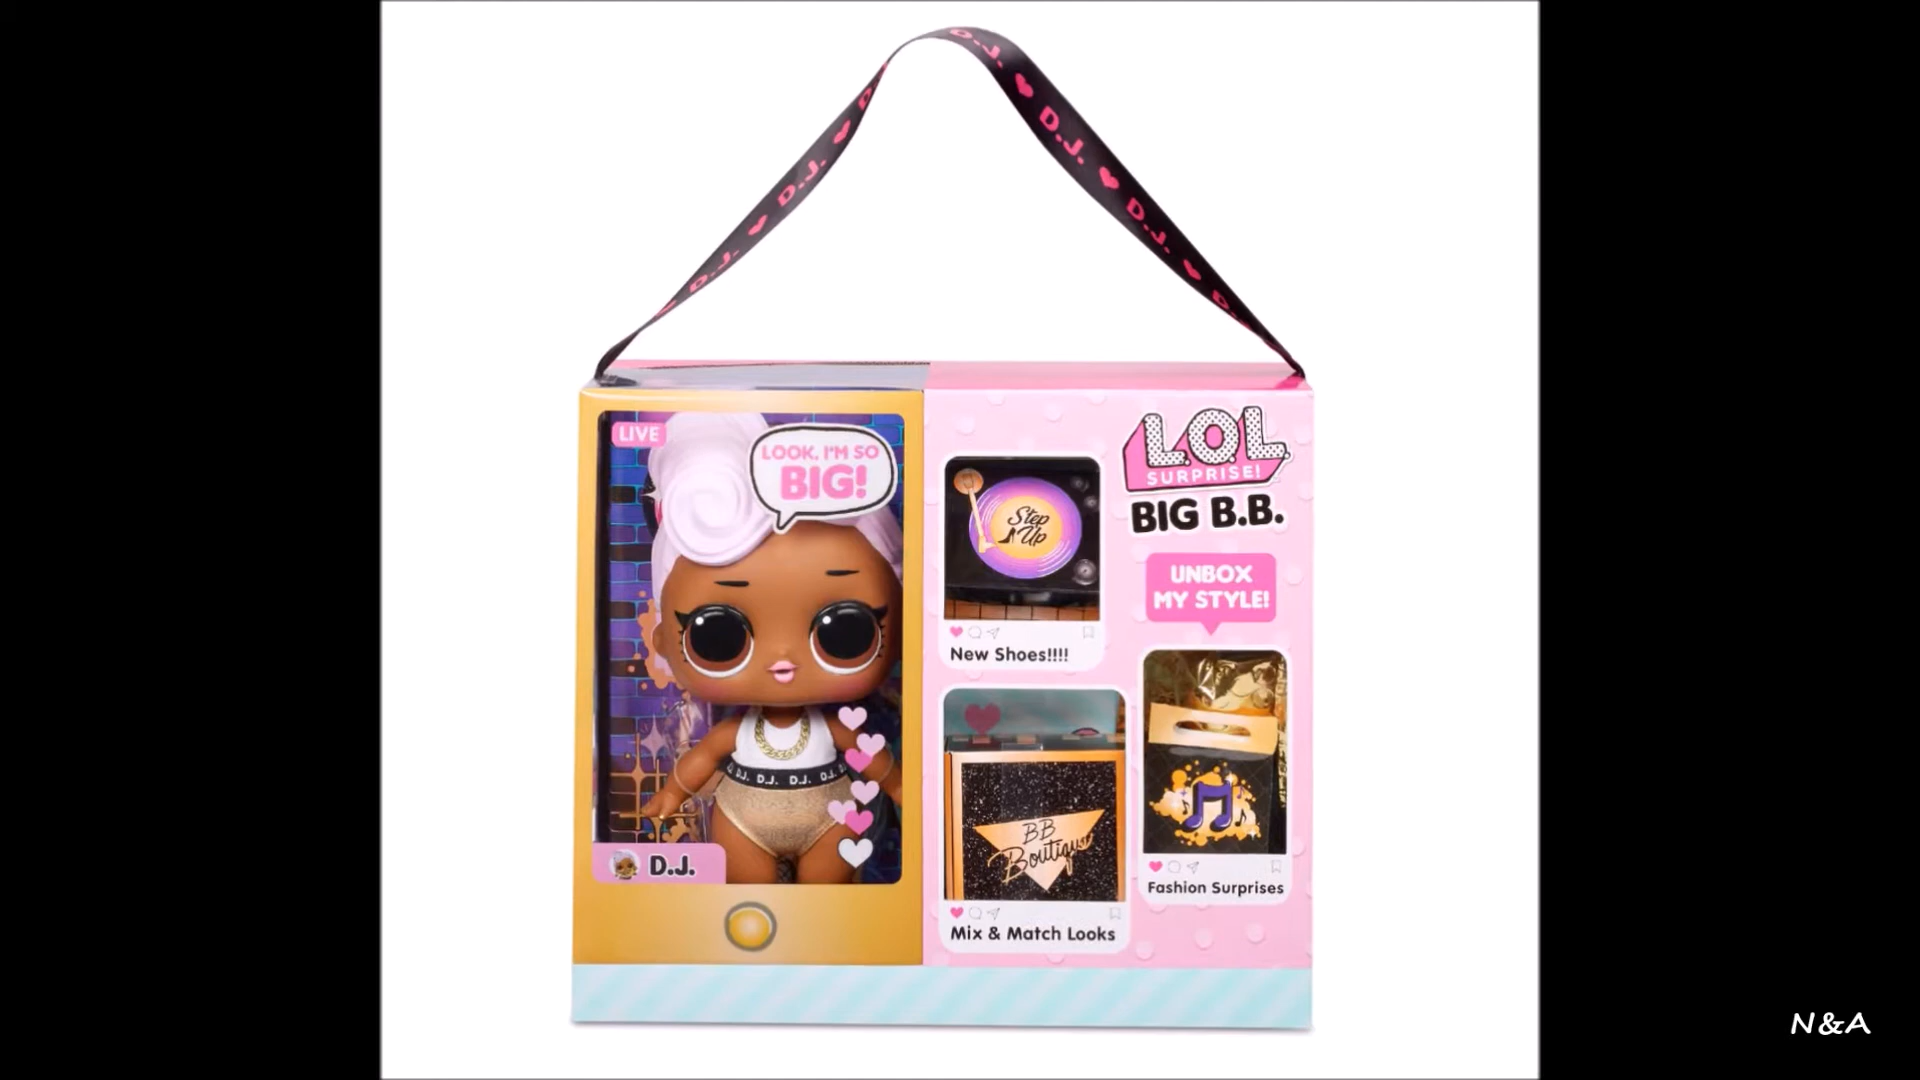 D.J.
D.J.
D.J.
D.J.
D.J.
D.
LIVE
LOOK, I'M SO
BIG!
D.J. D.J. D.J. D.J.
D.J.
Step
Up
New Shoes!!!!
BB
Boutique
Mix & Match Looks
L.O.L.
SURPRISE!
BIG B.B.
UNBOX
MY STYLE!
Fashion Surprises
N&A